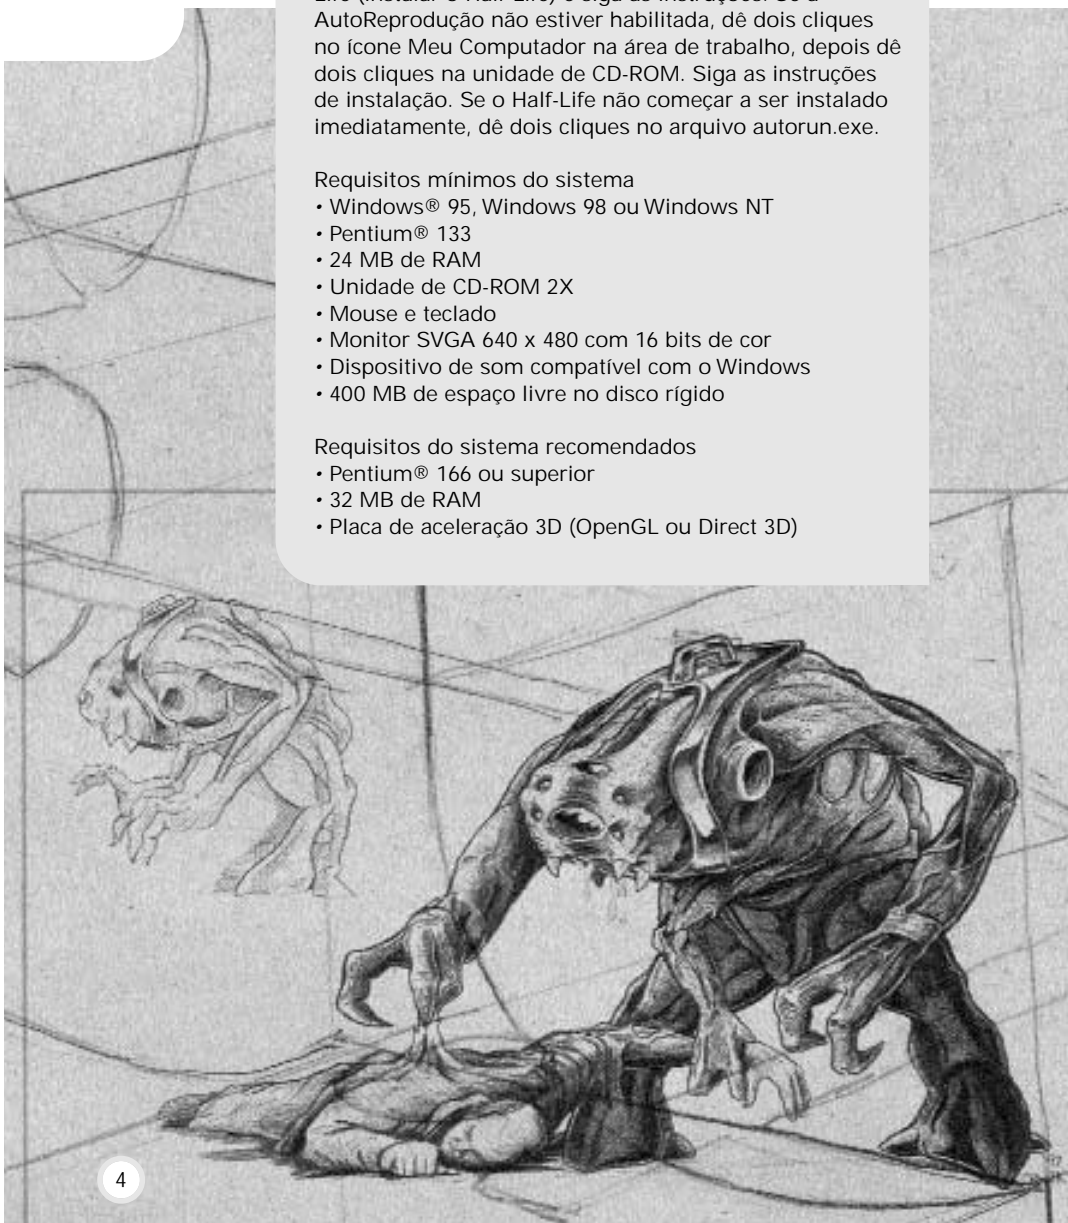 AutoReprodução não estiver habilitada, dê dois cliques
no ícone Meu Computador na área de trabalho, depois dê
dois cliques na unidade de CD-ROM. Siga as instruções
de instalação. Se o Half-Life não começar a ser instalado
imediatamente, dê dois cliques no arquivo autorun.exe.
Requisitos mínimos do sistema
• Windows® 95, Windows 98 ou Windows NT
• Pentium® 133
• 24 MB de RAM
• Unidade de CD-ROM 2X
• Mouse e teclado
• Monitor SVGA 640 x 480 com 16 bits de cor
• Dispositivo de som compatível com o Windows
• 400 MB de espaço livre no disco rígido
Requisitos do sistema recomendados
• Pentium® 166 ou superior
• 32 MB de RAM
• Placa de aceleração 3D (OpenGL ou Direct 3D)
4